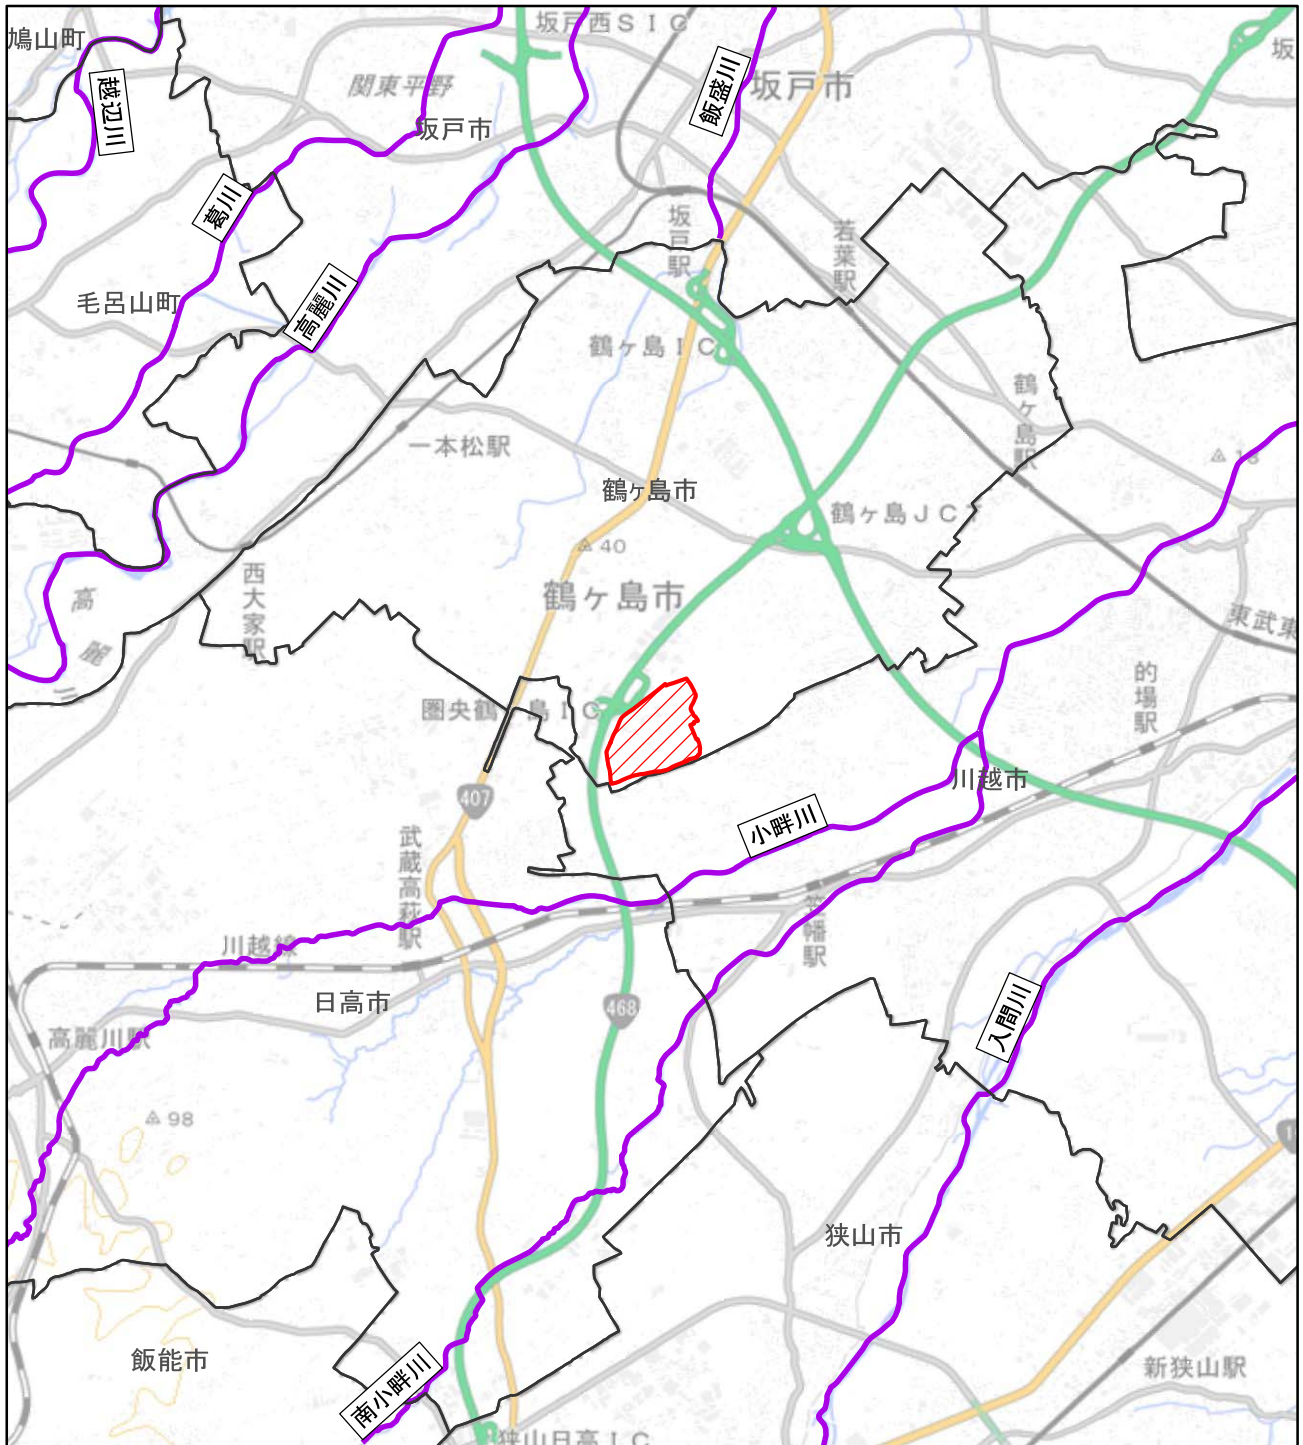 坂戸西SIC
鳩山町
坂
関東平野
飯盛川
坂戸市
越辺川
坂戸市
葛川
坂戸駅
若葉駅
毛呂山町
高麗川
鶴ヶ島IC
鶴ヶ島駅
一本松駅
鶴ヶ島市
鶴ヶ島JCT
40
西大家駅
高麗川
鶴ヶ島市
東武東
的場駅
圏央鶴ヶ島IC
川越市
407
小畔川
武蔵高萩駅
笠幡駅
川越線
日高市
468
入間川
高麗川駅
98
狭山市
飯能市
新狭山駅
南小畔川
狭山日高IC